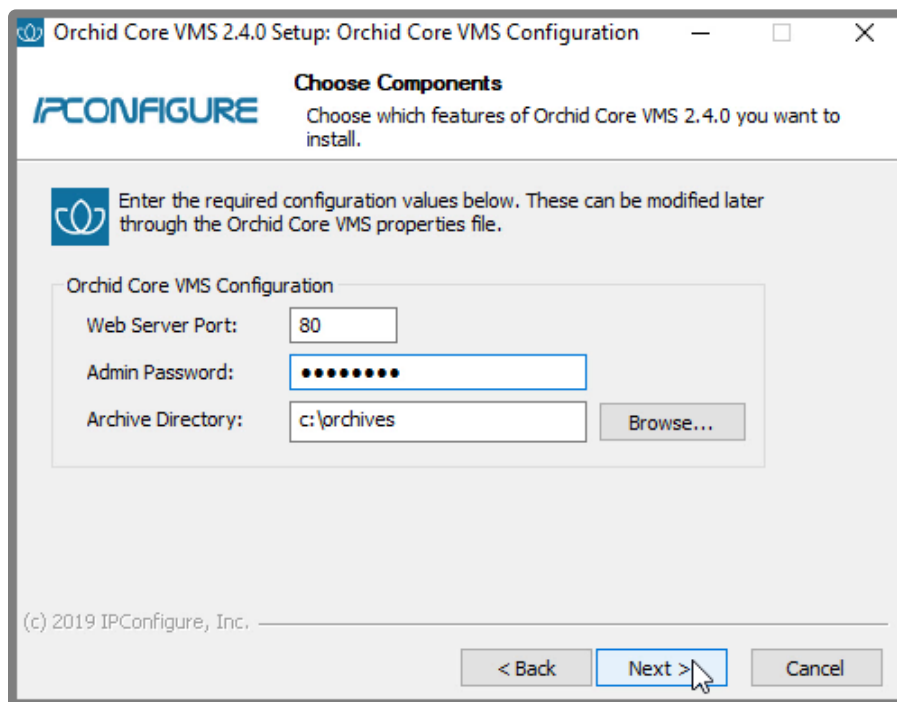 Orchid Core VMS 2.4.0 Setup: Orchid Core VMS Configuration
IPCONFIGURE
Choose Components
Choose which features of Orchid Core VMS 2.4.0 you want to
install.
Enter the required configuration values below. These can be modified later
through the Orchid Core VMS properties file.
Orchid Core VMS Configuration
Web Server Port: 80
Admin Password: ●●●●●●●●
Archive Directory: c:\orchives Browse...
(c) 2019 IPConfigure, Inc.
< Back Next > Cancel